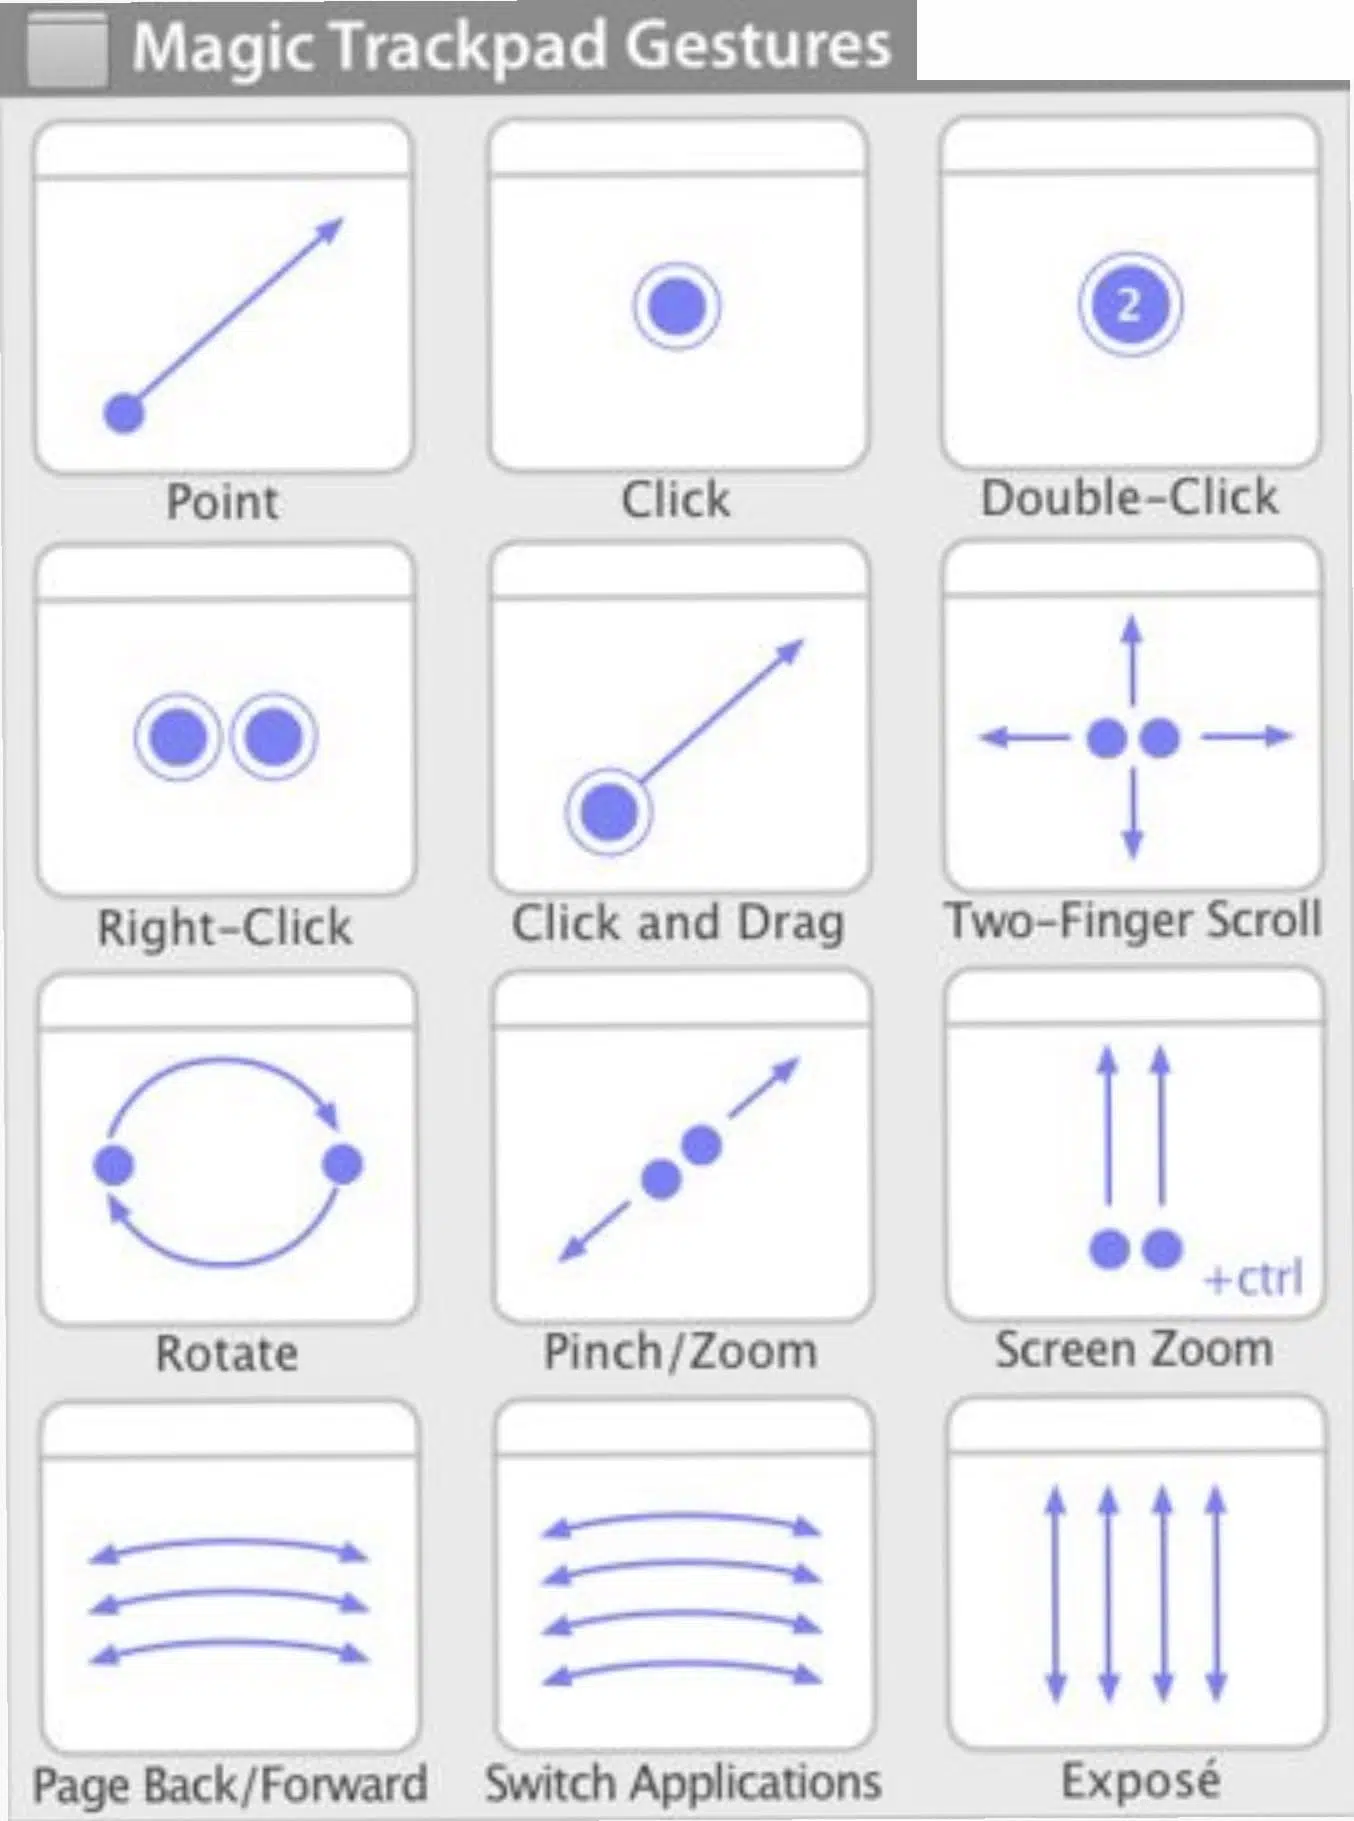 Magic Trackpad Gestures
Point
Click
2
Double-Click
Right-Click
Click and Drag
Two-Finger Scroll
Rotate
Pinch/Zoom
+ctrl
Screen Zoom
Page Back/Forward
Switch Applications
Exposé